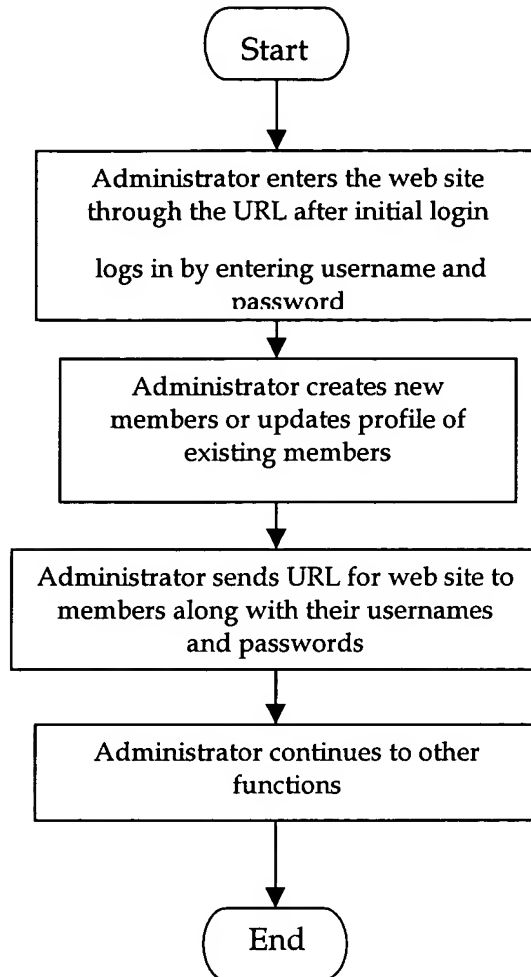 Start
Administrator enters the web site
through the URL after initial login
logs in by entering username and
password
Administrator creates new
members or updates profile of
existing members
Administrator sends URL for web site to
members along with their usernames
and passwords
Administrator continues to other
functions
End